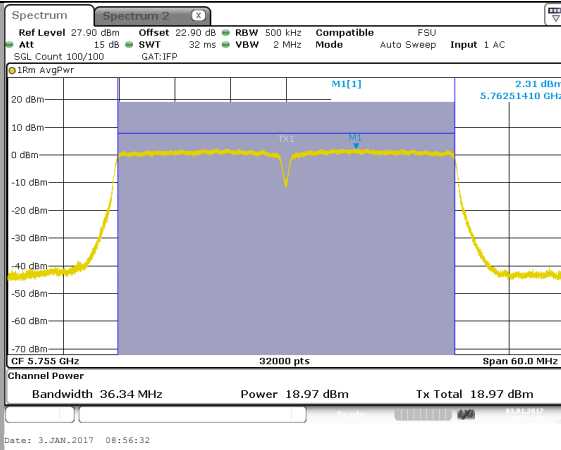 Spectrum Spectrum 2 X
Ref Level 27.90 dBm Offset 22.90 dB RBW 500 kHz Compatible FSU
Att 15 dB SWT 32 ms VBW 2 MHz Mode Auto Sweep Input 1 AC
SGL Count 100/100 GAT:IFP
1Rm AvgPwr
M1[1] 2.31 dBm
5.76251410 GHz
20 dBm
10 dBm
TX1 M1
0 dBm
-10 dBm
-20 dBm
-30 dBm
-40 dBm
-50 dBm
-60 dBm
-70 dBm
CF 5.755 GHz 32000 pts Span 60.0 MHz
Channel Power
Bandwidth 36.34 MHz Power 18.97 dBm Tx Total 18.97 dBm
Ready 03.01.2017
Date: 3.JAN.2017 08:56:32